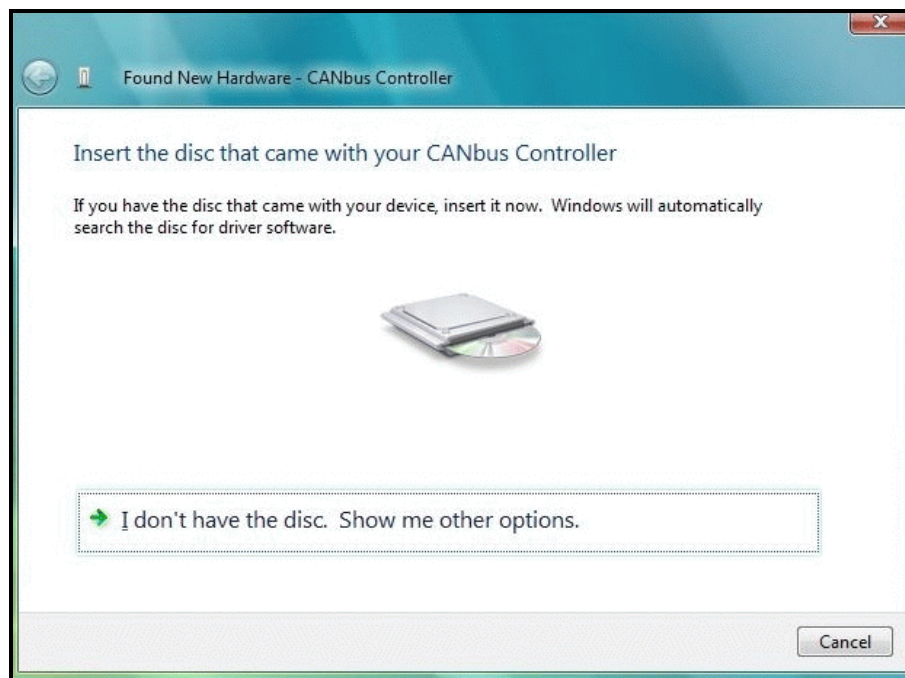 Found New Hardware - CANbus Controller
Insert the disc that came with your CANbus Controller
If you have the disc that came with your device, insert it now.  Windows will automatically
search the disc for driver software.
I don't have the disc.  Show me other options.
Cancel